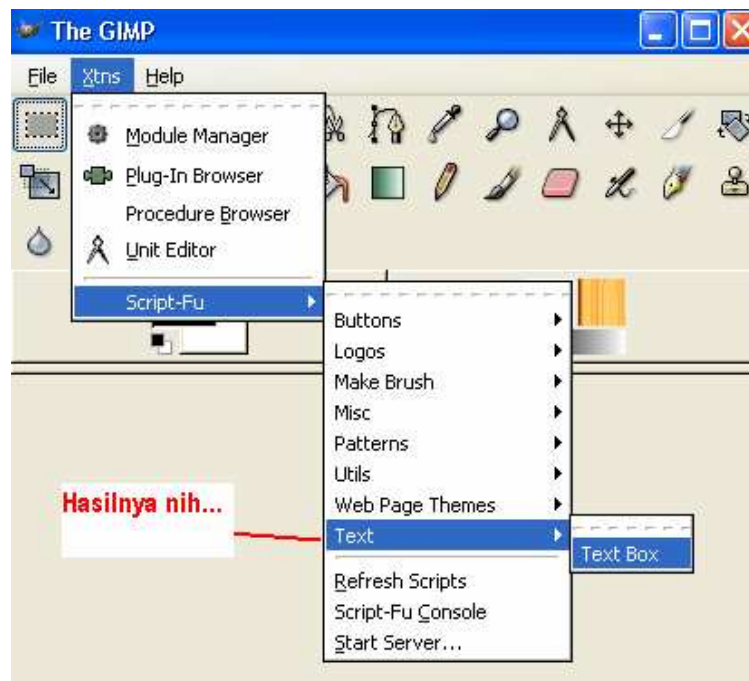 The GIMP
File Xtns Help
Module Manager
Plug-In Browser
Procedure Browser
Unit Editor
Script-Fu
Buttons
Logos
Make Brush
Misc
Patterns
Utils
Web Page Themes
Text
Text Box
Refresh Scripts
Script-Fu Console
Start Server...
Hasilnya nih...